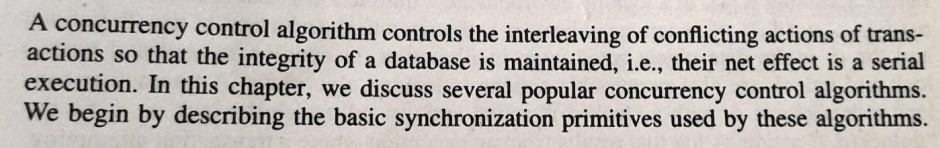 A concurrency control algorithm controls the interleaving of conflicting actions of trans-
actions so that the integrity of a database is maintained, i.e., their net effect is a serial
execution. In this chapter, we discuss several popular concurrency control algorithms.
We begin by describing the basic synchronization primitives used by these algorithms.